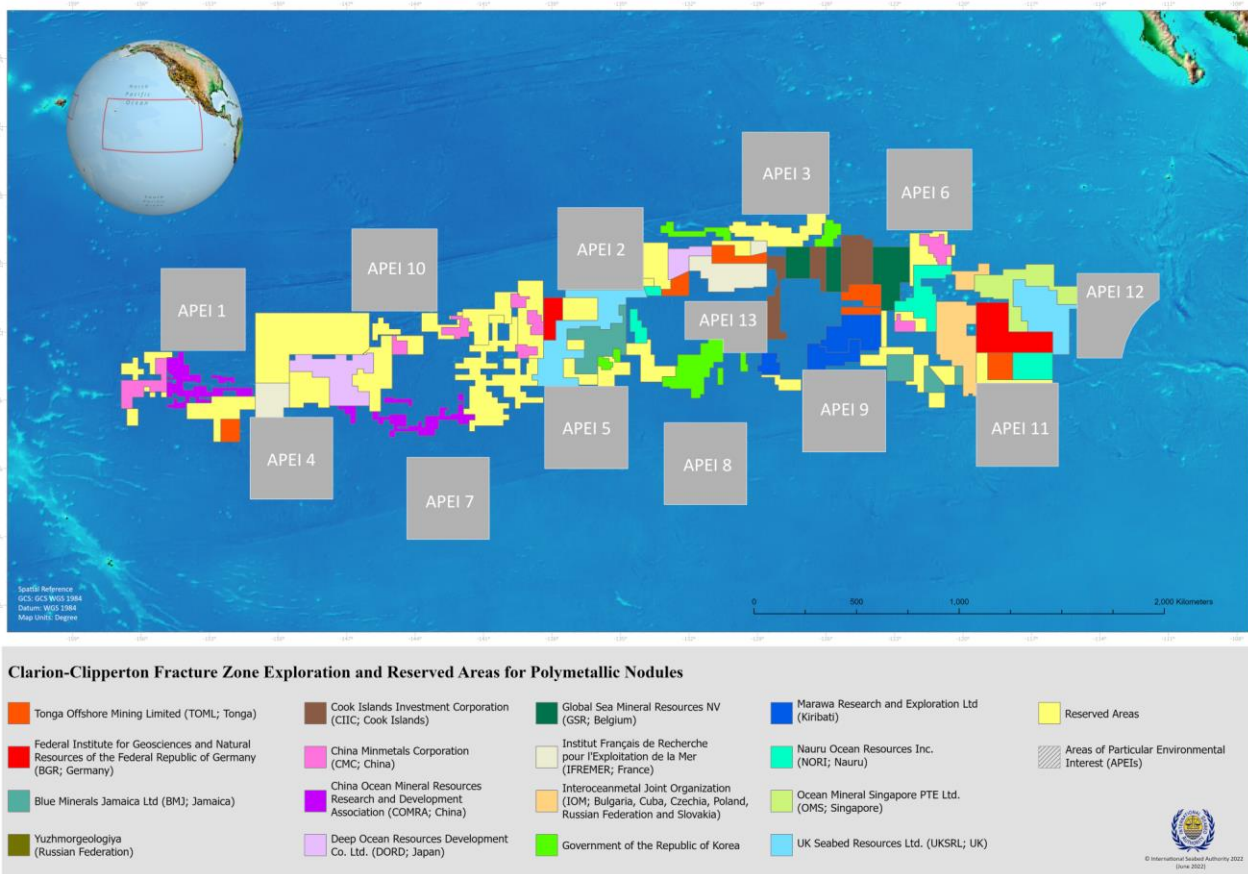 North
Pacific
Ocean
APEI 3
APEI 6
APEI 2
APEI 10
APEI 1
APEI 12
APEI 13
APEI 9
APEI 11
APEI 5
APEI 4
APEI 8
APEI 7
Spatial Reference
GCS: GCS WGS 1984
Datum: WGS 1984
Map Units: Degree
0 500 1,000 2,000 Kilometers
Clarion-Clipperton Fracture Zone Exploration and Reserved Areas for Polymetallic Nodules
Tonga Offshore Mining Limited (TOML; Tonga)
Federal Institute for Geosciences and Natural
Resources of the Federal Republic of Germany
(BGR; Germany)
Blue Minerals Jamaica Ltd (BMJ; Jamaica)
Yuzhmorgeologiya
(Russian Federation)
Cook Islands Investment Corporation
(CIIC; Cook Islands)
China Minmetals Corporation
(CMC; China)
China Ocean Mineral Resources
Research and Development
Association (COMRA; China)
Deep Ocean Resources Development
Co. Ltd. (DORD; Japan)
Global Sea Mineral Resources NV
(GSR; Belgium)
Institut Français de Recherche
pour l'Exploitation de la Mer
(IFREMER; France)
Interoceanmetal Joint Organization
(IOM; Bulgaria, Cuba, Czechia, Poland,
Russian Federation and Slovakia)
Government of the Republic of Korea
Marawa Research and Exploration Ltd
(Kiribati)
Nauru Ocean Resources Inc.
(NORI; Nauru)
Ocean Mineral Singapore PTE Ltd.
(OMS; Singapore)
UK Seabed Resources Ltd. (UKSRL; UK)
Reserved Areas
Areas of Particular Environmental
Interest (APEIs)
© International Seabed Authority 2022
(June 2022)